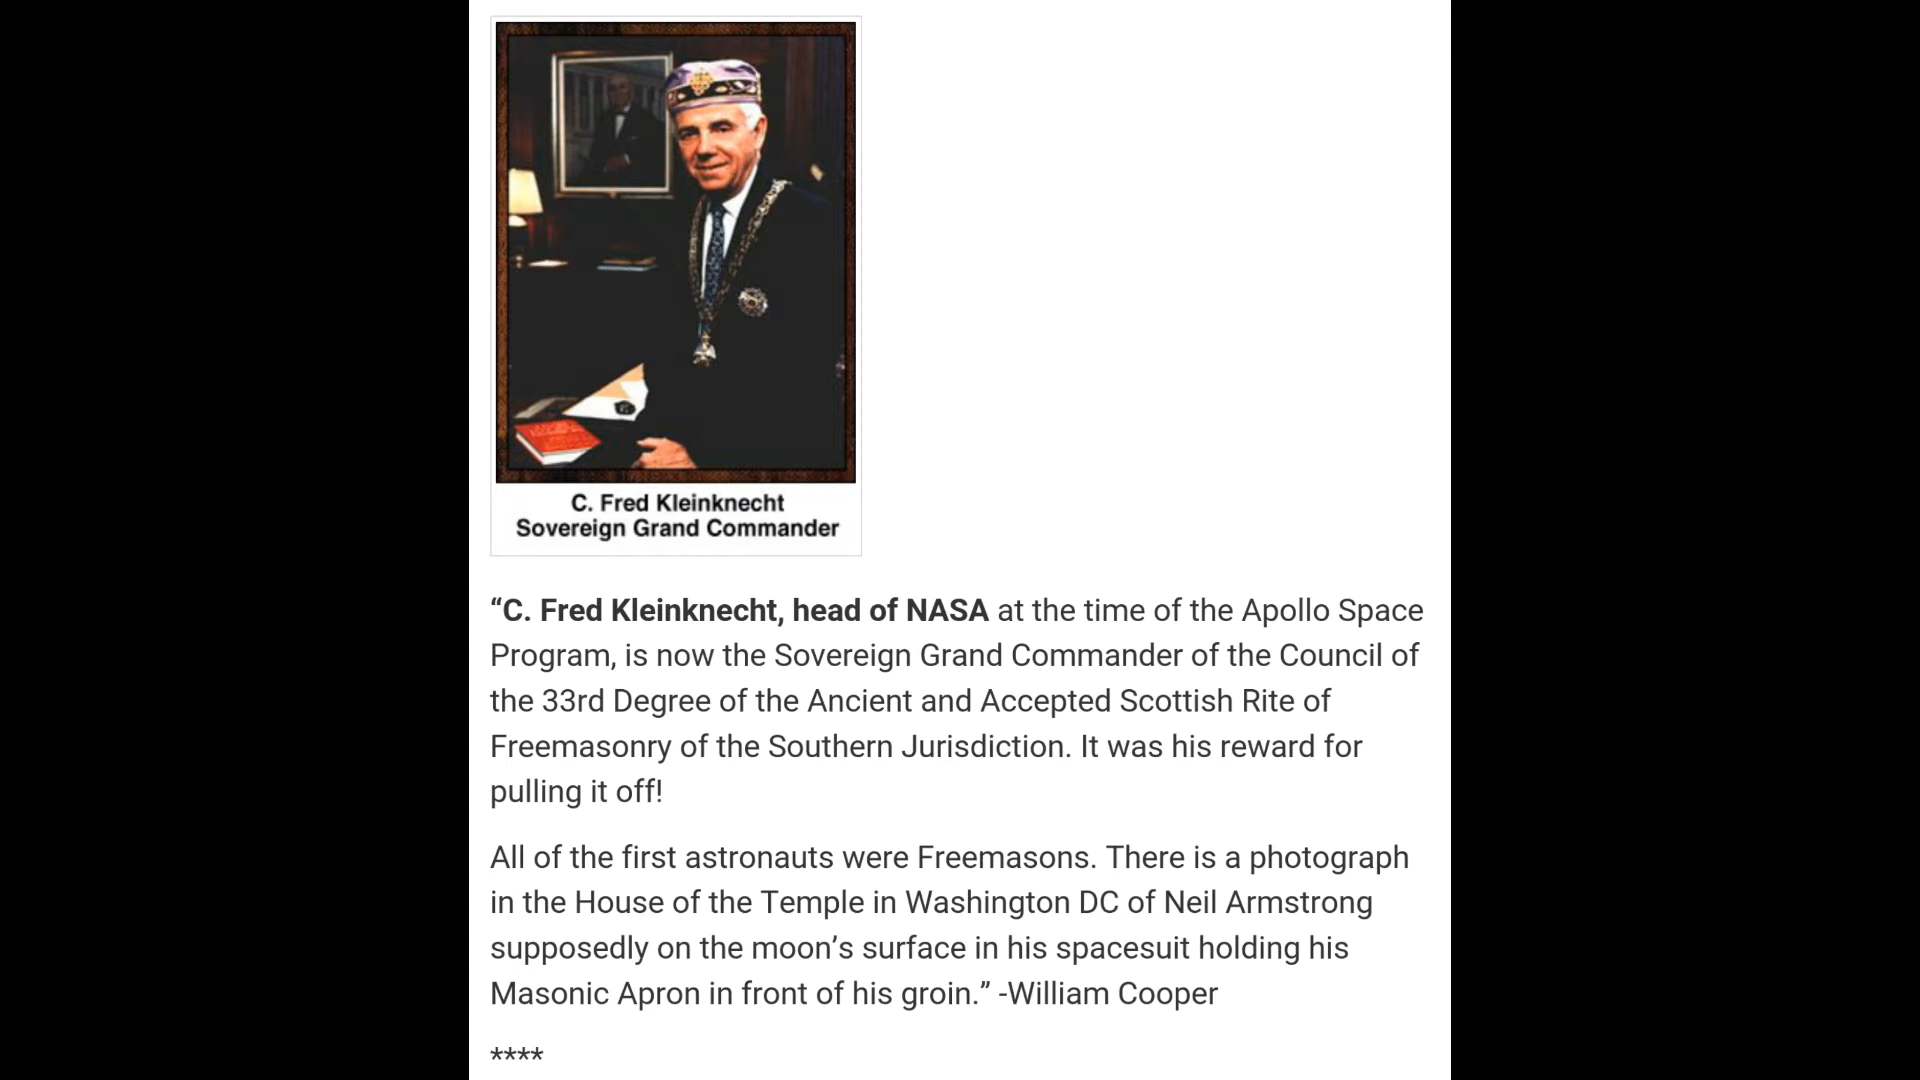 C. Fred Kleinknecht
Sovereign Grand Commander
“C. Fred Kleinknecht, head of NASA at the time of the Apollo Space
Program, is now the Sovereign Grand Commander of the Council of
the 33rd Degree of the Ancient and Accepted Scottish Rite of
Freemasonry of the Southern Jurisdiction. It was his reward for
pulling it off!
All of the first astronauts were Freemasons. There is a photograph
in the House of the Temple in Washington DC of Neil Armstrong
supposedly on the moon’s surface in his spacesuit holding his
Masonic Apron in front of his groin.” -William Cooper
****